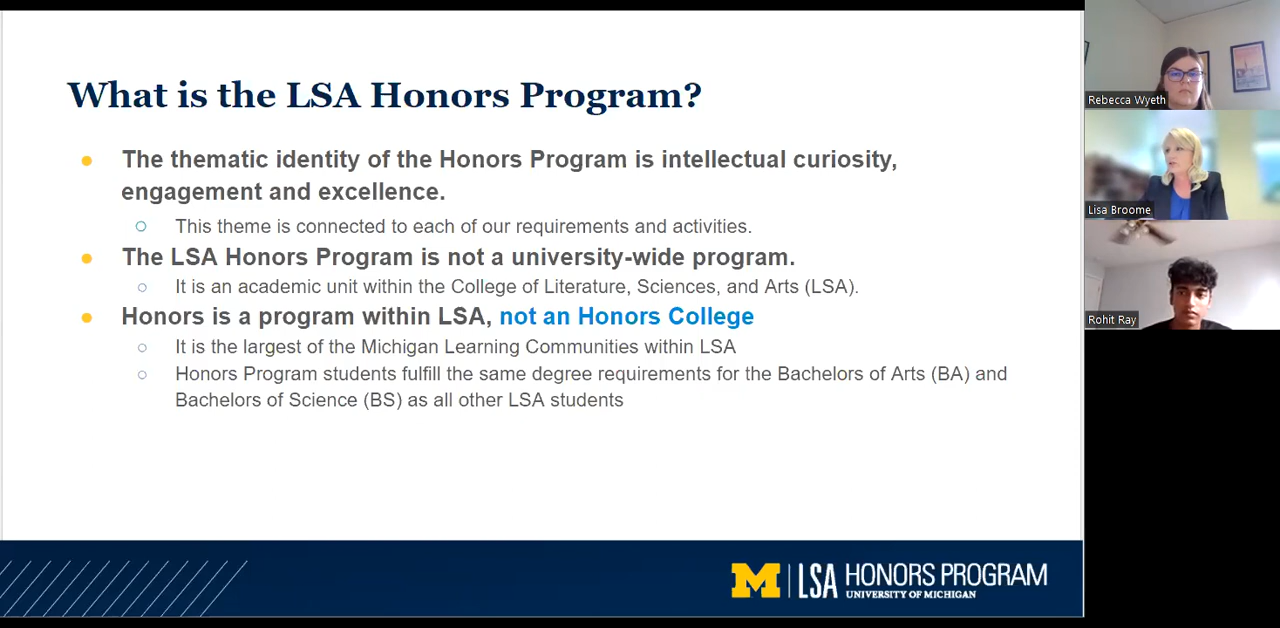 What is the LSA Honors Program?
The thematic identity of the Honors Program is intellectual curiosity,
engagement and excellence.
This theme is connected to each of our requirements and activities.
The LSA Honors Program is not a university-wide program.
It is an academic unit within the College of Literature, Sciences, and Arts (LSA).
Honors is a program within LSA, not an Honors College
It is the largest of the Michigan Learning Communities within LSA
Honors Program students fulfill the same degree requirements for the Bachelors of Arts (BA) and
Bachelors of Science (BS) as all other LSA students
M LSA HONORS PROGRAM
UNIVERSITY OF MICHIGAN
Rebecca Wyeth
Lisa Broome
Rohit Ray